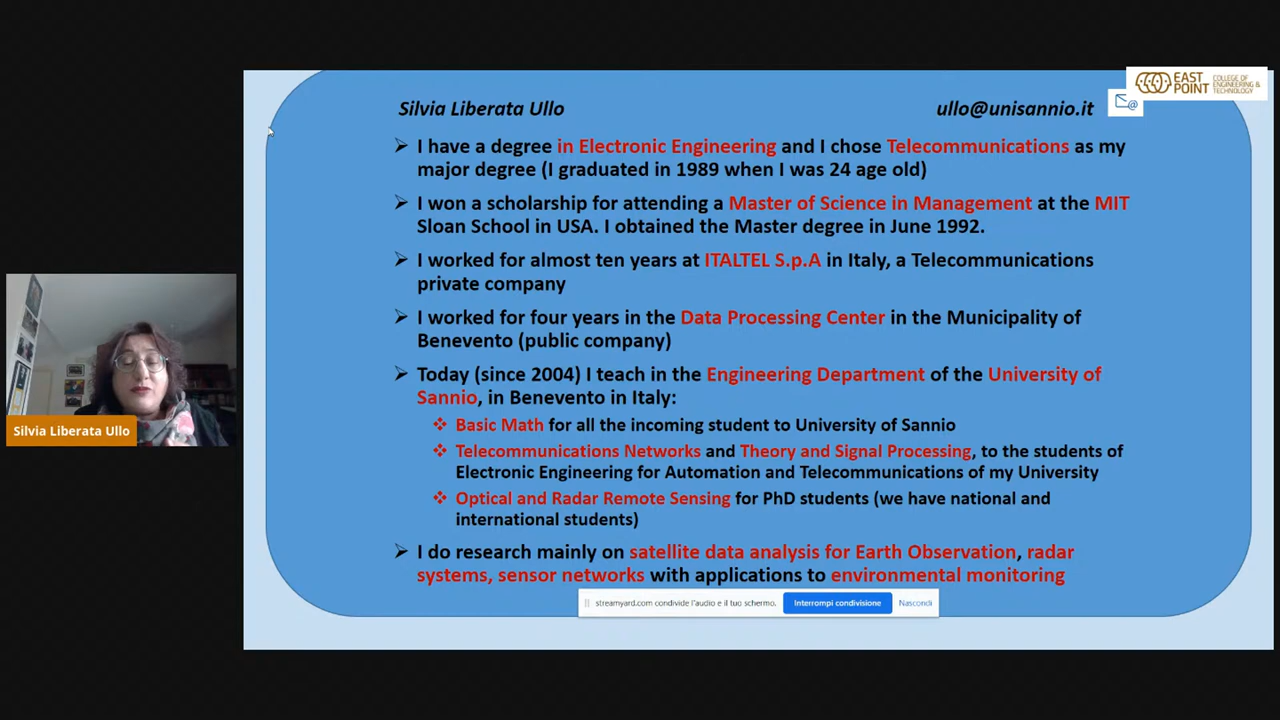 EAST
POINT
COLLEGE OF
ENGINEERING &
TECHNOLOGY
Silvia Liberata Ullo
ullo@unisannio.it
➢ I have a degree in Electronic Engineering and I chose Telecommunications as my
major degree (I graduated in 1989 when I was 24 age old)
➢ I won a scholarship for attending a Master of Science in Management at the MIT
Sloan School in USA. I obtained the Master degree in June 1992.
➢ I worked for almost ten years at ITALTEL S.p.A in Italy, a Telecommunications
private company
➢ I worked for four years in the Data Processing Center in the Municipality of
Benevento (public company)
➢ Today (since 2004) I teach in the Engineering Department of the University of
Sannio, in Benevento in Italy:
❖ Basic Math for all the incoming student to University of Sannio
❖ Telecommunications Networks and Theory and Signal Processing, to the students of
Electronic Engineering for Automation and Telecommunications of my University
❖ Optical and Radar Remote Sensing for PhD students (we have national and
international students)
➢ I do research mainly on satellite data analysis for Earth Observation, radar
systems, sensor networks with applications to environmental monitoring
streamyard.com condivide l'audio e il tuo schermo.
Interrompi condivisione
Nascondi
Silvia Liberata Ullo